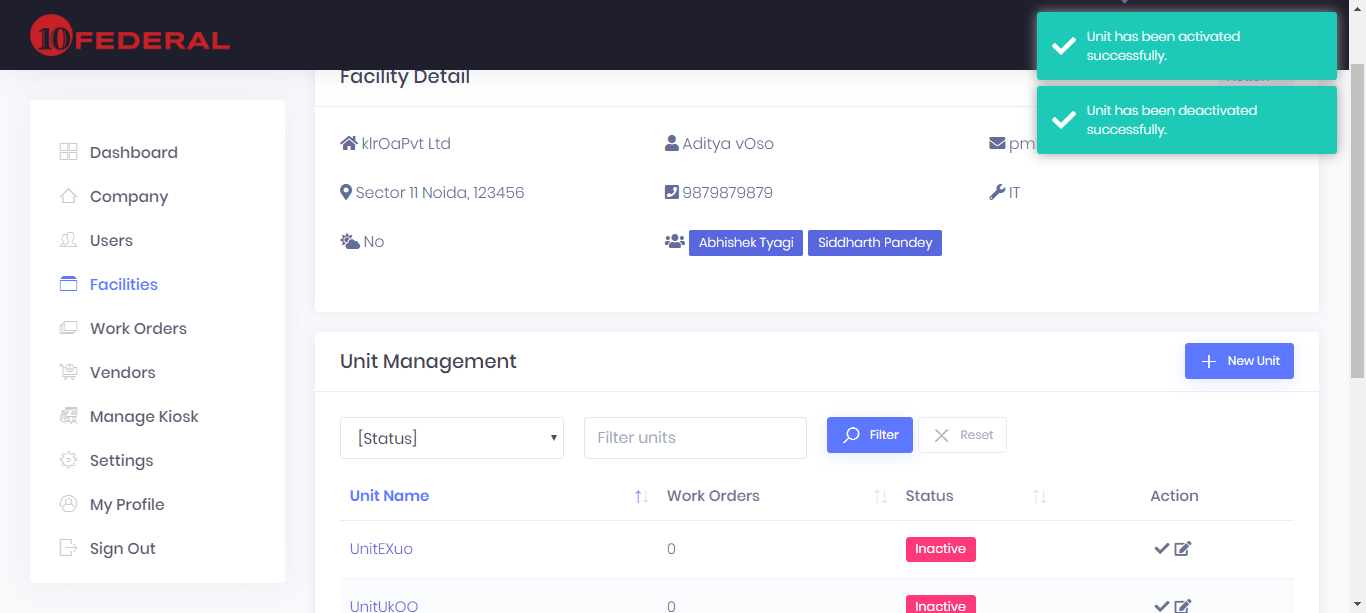 10 FEDERAL
Unit has been activated
successfully.
Unit has been deactivated
successfully.
Dashboard
Company
Users
Facilities
Work Orders
Vendors
Manage Kiosk
Settings
My Profile
Sign Out
Facility Detail
klrOaPvt Ltd
Aditya vOso
pm
Sector 11 Noida, 123456
9879879879
IT
No
Abhishek Tyagi
Siddharth Pandey
Unit Management
New Unit
[Status]
Filter units
Filter
Reset
Unit Name
Work Orders
Status
Action
UnitEXuo
0
Inactive
UnitUkOO
0
Inactive